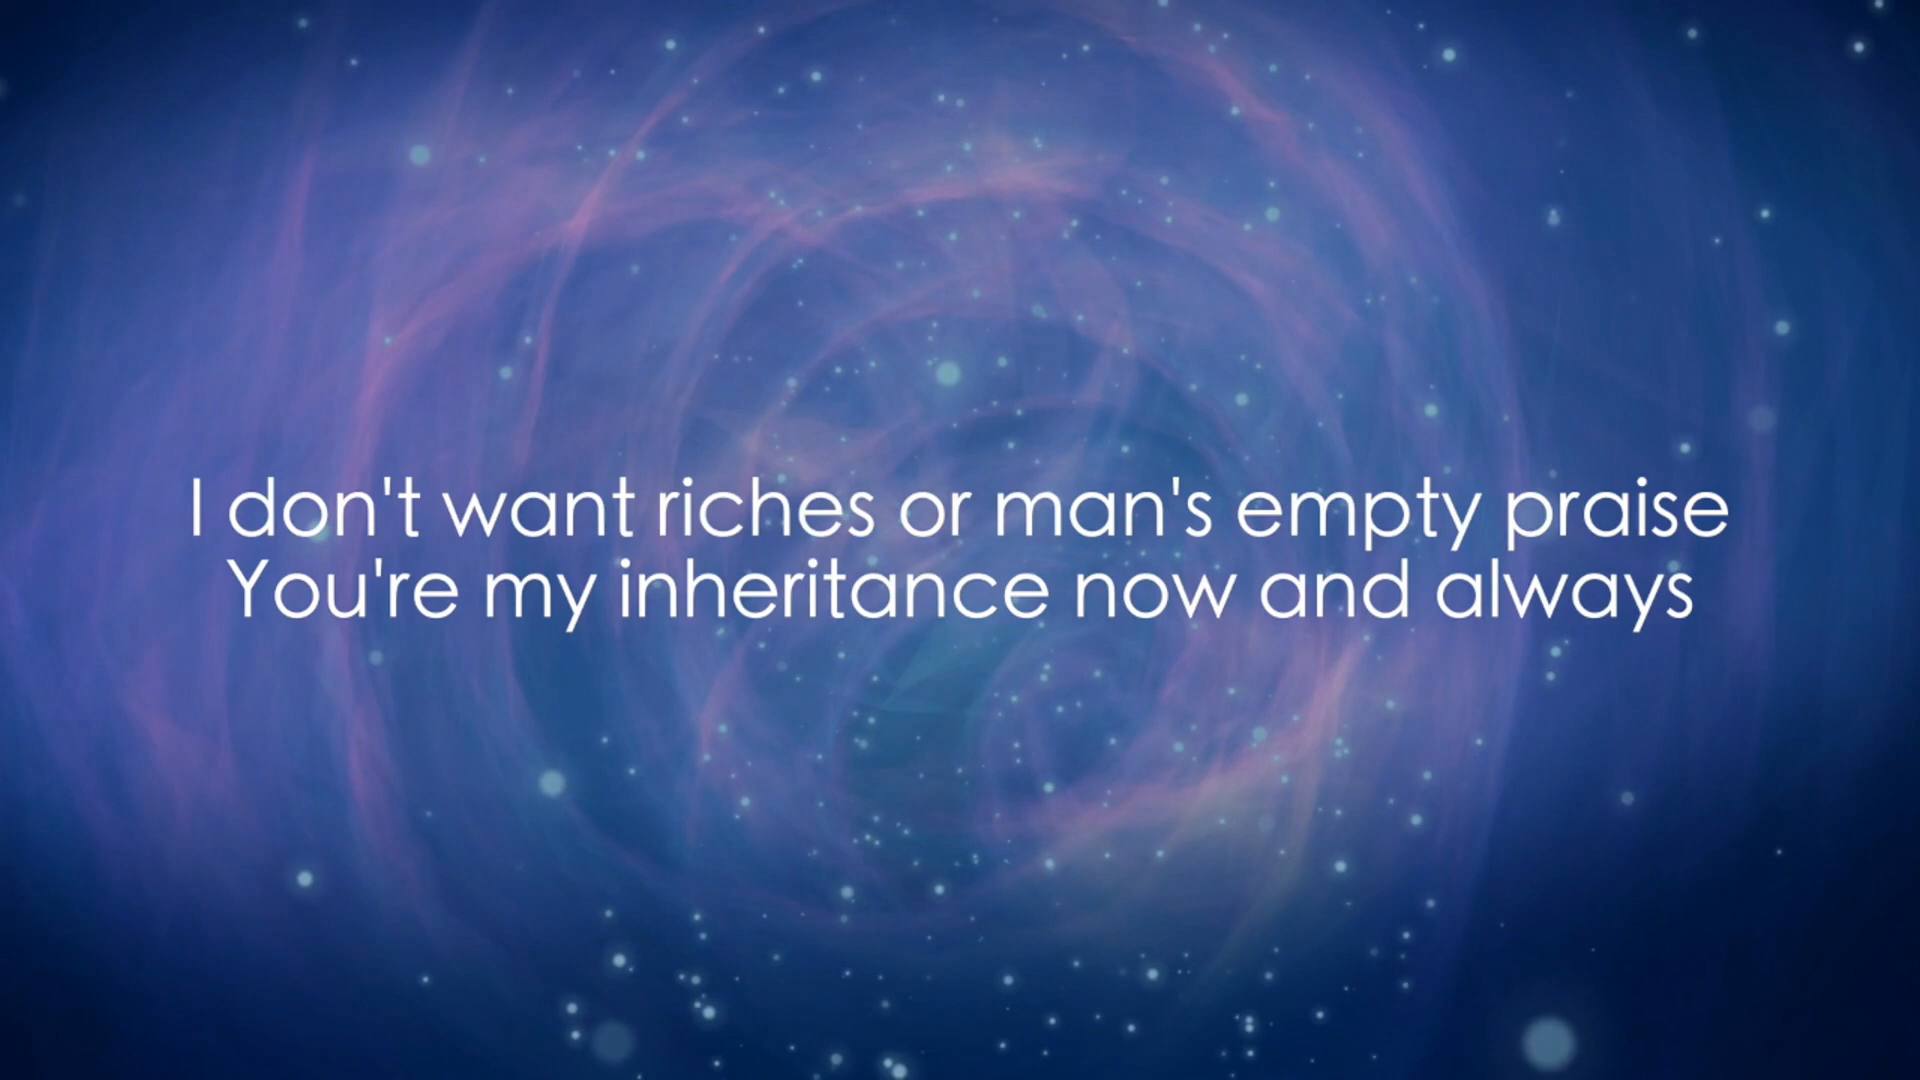 I don't want riches or man's empty praise
You're my inheritance now and always